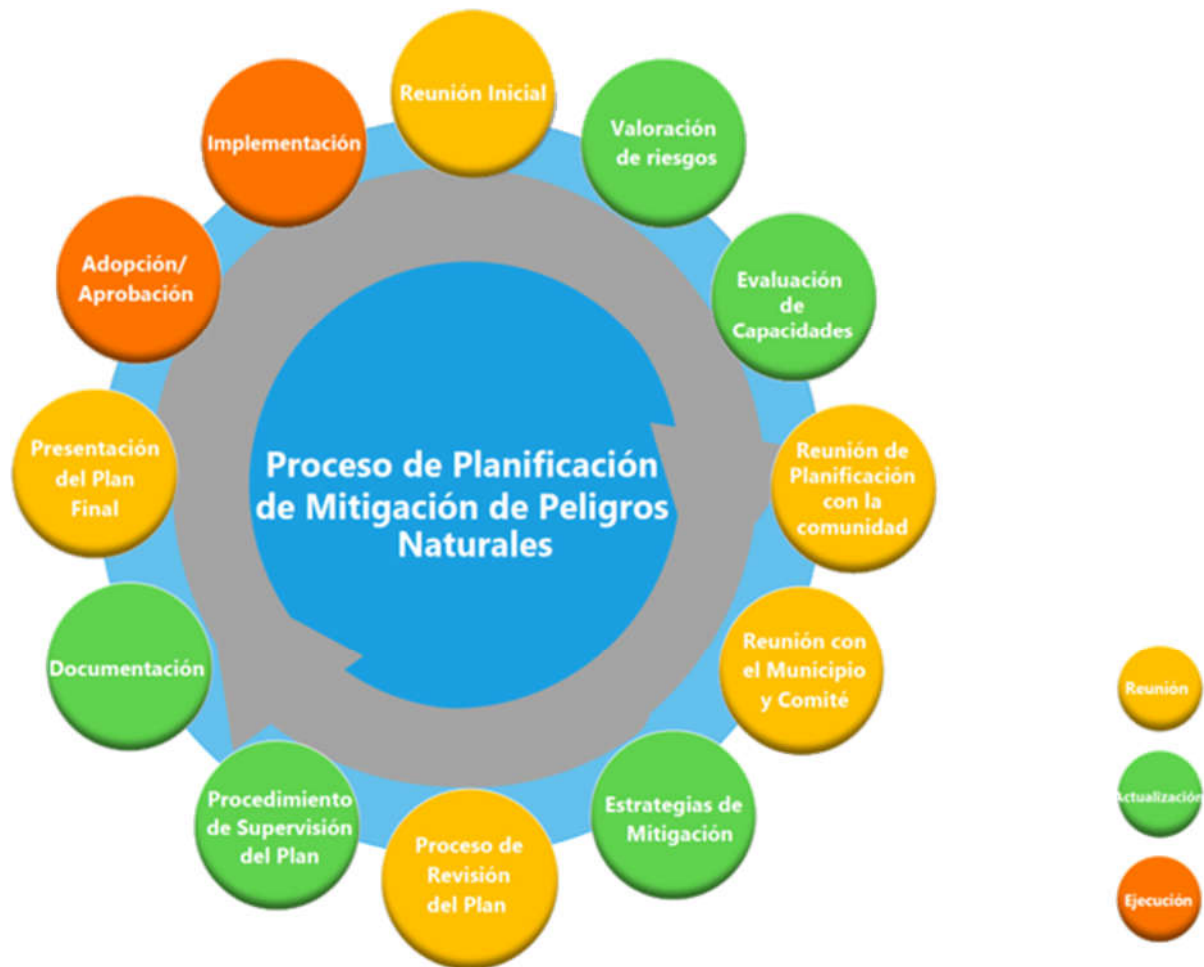 Reunión Inicial
Valoración
de riesgos
Evaluación
de
Capacidades
Reunión de
Planificación
con la
comunidad
Reunión con
el Municipio
y Comité
Estrategias de
Mitigación
Proceso de
Revisión
del Plan
Procedimiento
de Supervisión
del Plan
Documentación
Presentación
del Plan
Final
Adopción/
Aprobación
Implementación
Proceso de Planificación
de Mitigación de Peligros
Naturales
Reunión
Actualización
Ejecución